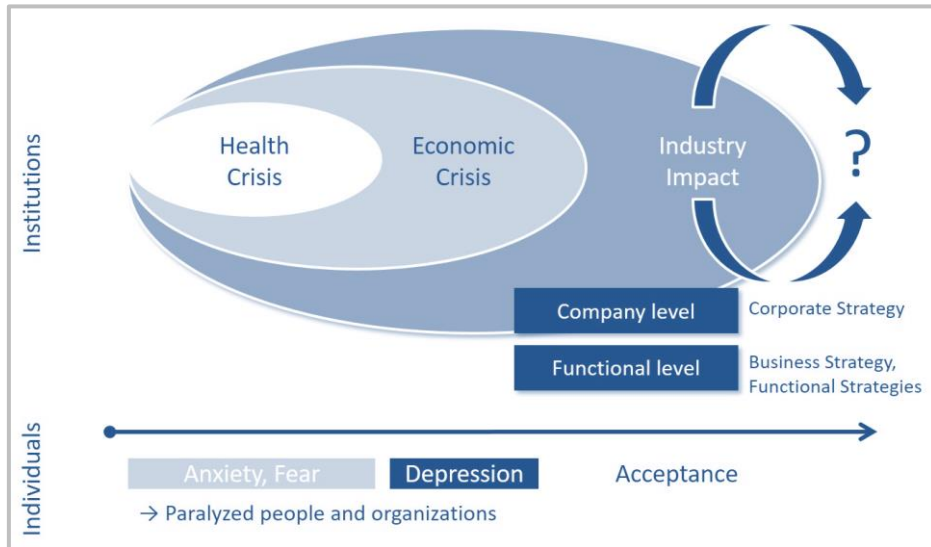 Institutions
Health
Crisis
Economic
Crisis
Industry
Impact
?
Company level
Corporate Strategy
Functional level
Business Strategy,
Functional Strategies
Individuals
Anxiety, Fear
Depression
Acceptance
→ Paralyzed people and organizations